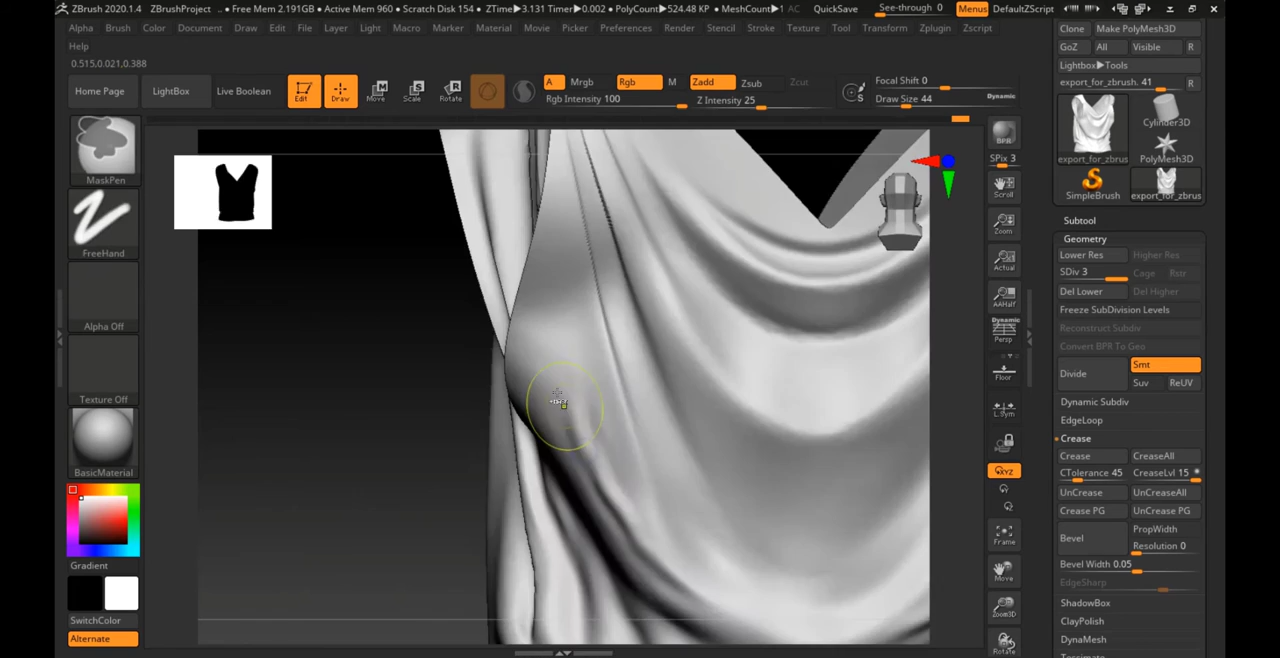 ZBrush 2020.1.4 ZBrushProject .. ● Free Mem 2.191GB ● Active Mem 960 ● Scratch Disk 154 ● ZTime▶3.131 Timer▶0.002 ● PolyCount▶524.48 KP ● MeshCount▶1 AC QuickSave See-through 0 Menus DefaultZScript
Alpha Brush Color Document Draw Edit File Layer Light Macro Marker Material Movie Picker Preferences Render Stencil Stroke Texture Tool Transform Zplugin Zscript
Help
0.515,0.021,0.388
Home Page LightBox Live Boolean Edit Draw Move Scale Rotate
A Mrgb Rgb M Zadd Zsub Zcut
Rgb Intensity 100 Z Intensity 25
Focal Shift 0
Draw Size 44 Dynamic
MaskPen
FreeHand
Alpha Off
Texture Off
BasicMaterial
Gradient
SwitchColor
Alternate
BPR
SPix 3
Scroll
Zoom
Actual
AAHalf
Dynamic
Persp
Floor
L.Sym
XYZ
Frame
Move
Zoom3D
Rotate
Clone Make PolyMesh3D
GoZ All Visible R
Lightbox▶Tools
export_for_zbrush. 41 R
Cylinder3D
export_for_zbrus PolyMesh3D
SimpleBrush export_for_zbrus
Subtool
Geometry
Lower Res Higher Res
SDiv 3 Cage Rstr
Del Lower Del Higher
Freeze SubDivision Levels
Reconstruct Subdiv
Convert BPR To Geo
Divide Smt
Suv ReUV
Dynamic Subdiv
EdgeLoop
Crease
Crease CreaseAll
CTolerance 45 CreaseLvl 15
UnCrease UnCreaseAll
Crease PG UnCrease PG
Bevel PropWidth
Resolution 0
Bevel Width 0.05
EdgeSharp
ShadowBox
ClayPolish
DynaMesh
Tessimate